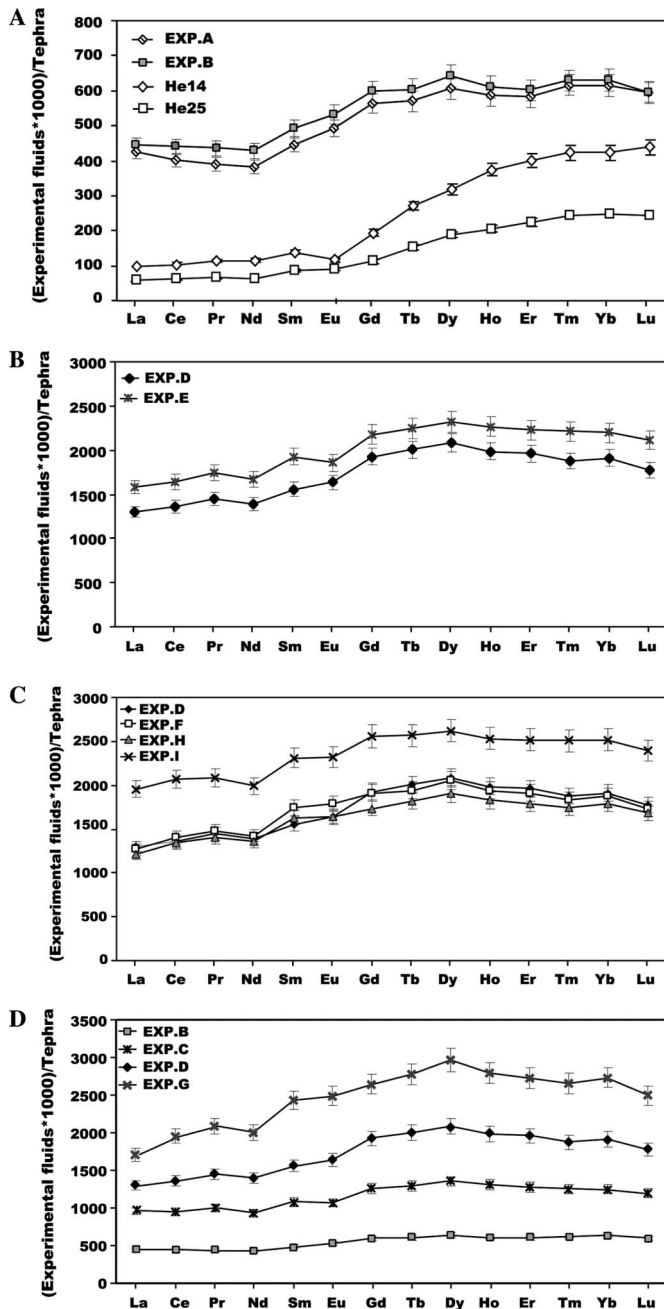 A
(Experimental fluids*1000)/Tephra
800
700
600
500
400
300
200
100
0
EXP.A
EXP.B
He14
He25
La Ce Pr Nd Sm Eu Gd Tb Dy Ho Er Tm Yb Lu
B
(Experimental fluids*1000)/Tephra
3000
2500
2000
1500
1000
500
0
EXP.D
EXP.E
La Ce Pr Nd Sm Eu Gd Tb Dy Ho Er Tm Yb Lu
C
(Experimental fluids*1000)/Tephra
3000
2500
2000
1500
1000
500
0
EXP.D
EXP.F
EXP.H
EXP.I
La Ce Pr Nd Sm Eu Gd Tb Dy Ho Er Tm Yb Lu
D
(Experimental fluids*1000)/Tephra
3500
3000
2500
2000
1500
1000
500
0
EXP.B
EXP.C
EXP.D
EXP.G
La Ce Pr Nd Sm Eu Gd Tb Dy Ho Er Tm Yb Lu